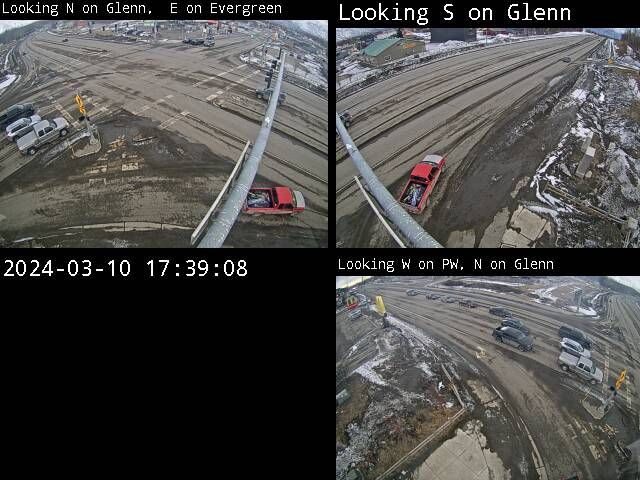 Looking N on Glenn, E on Evergreen
Looking S on Glenn
2024-03-10 17:39:08
Looking W on PW, N on Glenn